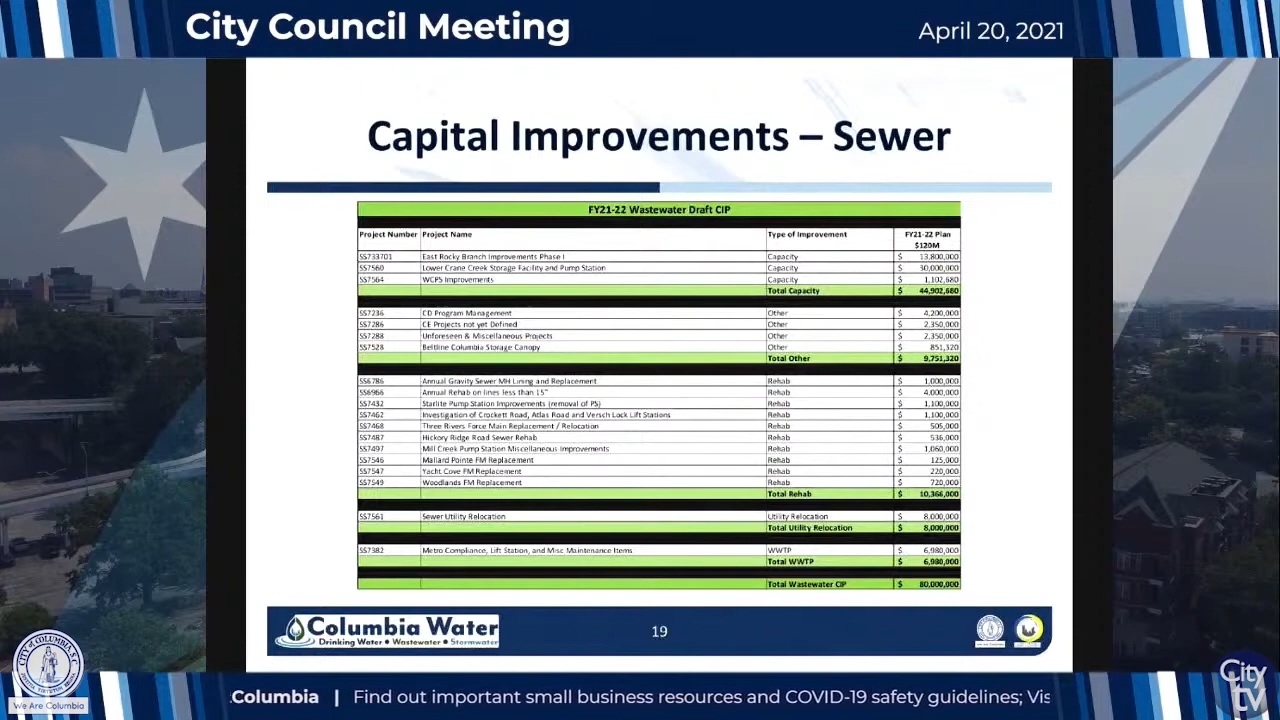 City Council Meeting
April 20, 2021
Capital Improvements – Sewer
FY21-22 Wastewater Draft CIP
Project Number Project Name Type of Improvement FY21-22 Plan $120M
SS733701 East Rocky Branch Improvements Phase I Capacity $ 13,800,000
SS7560 Lower Crane Creek Storage Facility and Pump Station Capacity $ 30,000,000
SS7564 WCPS Improvements Capacity $ 1,102,680
Total Capacity $ 44,902,680
SS7236 CD Program Management Other $ 4,200,000
SS7286 CE Projects not yet Defined Other $ 2,350,000
SS7288 Unforeseen & Miscellaneous Projects Other $ 2,350,000
SS7528 Beltline Columbia Storage Canopy Other $ 851,320
Total Other $ 9,751,320
SS6786 Annual Gravity Sewer MH Lining and Replacement Rehab $ 1,000,000
SS6966 Annual Rehab on lines less than 15" Rehab $ 4,000,000
SS7432 Starlite Pump Station Improvements (removal of PS) Rehab $ 1,100,000
SS7462 Investigation of Crockett Road, Atlas Road and Versch Lock Lift Stations Rehab $ 1,100,000
SS7468 Three Rivers Force Main Replacement / Relocation Rehab $ 505,000
SS7487 Hickory Ridge Road Sewer Rehab Rehab $ 536,000
SS7497 Mill Creek Pump Station Miscellaneous Improvements Rehab $ 1,060,000
SS7546 Mallard Pointe FM Replacement Rehab $ 125,000
SS7547 Yacht Cove FM Replacement Rehab $ 220,000
SS7549 Woodlands FM Replacement Rehab $ 720,000
Total Rehab $ 10,366,000
SS7561 Sewer Utility Relocation Utility Relocation $ 8,000,000
Total Utility Relocation $ 8,000,000
SS7382 Metro Compliance, Lift Station, and Misc Maintenance Items WWTP $ 6,980,000
Total WWTP $ 6,980,000
Total Wastewater CIP $ 80,000,000
Columbia Water
Drinking Water • Wastewater • Stormwater
19
We Are Columbia
Columbia | Find out important small business resources and COVID-19 safety guidelines; Vis
City
tv